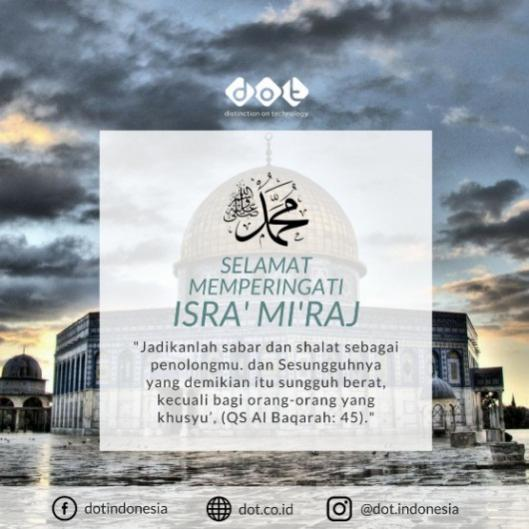 dot
distinction on technology
محمد
ﷺ
SELAMAT
MEMPERINGATI
ISRA' MI'RAJ
"Jadikanlah sabar dan shalat sebagai
penolongmu. dan Sesungguhnya
yang demikian itu sungguh berat,
kecuali bagi orang-orang yang
khusyu', (QS Al Baqarah: 45)."
dotindonesia
dot.co.id
@dot.indonesia